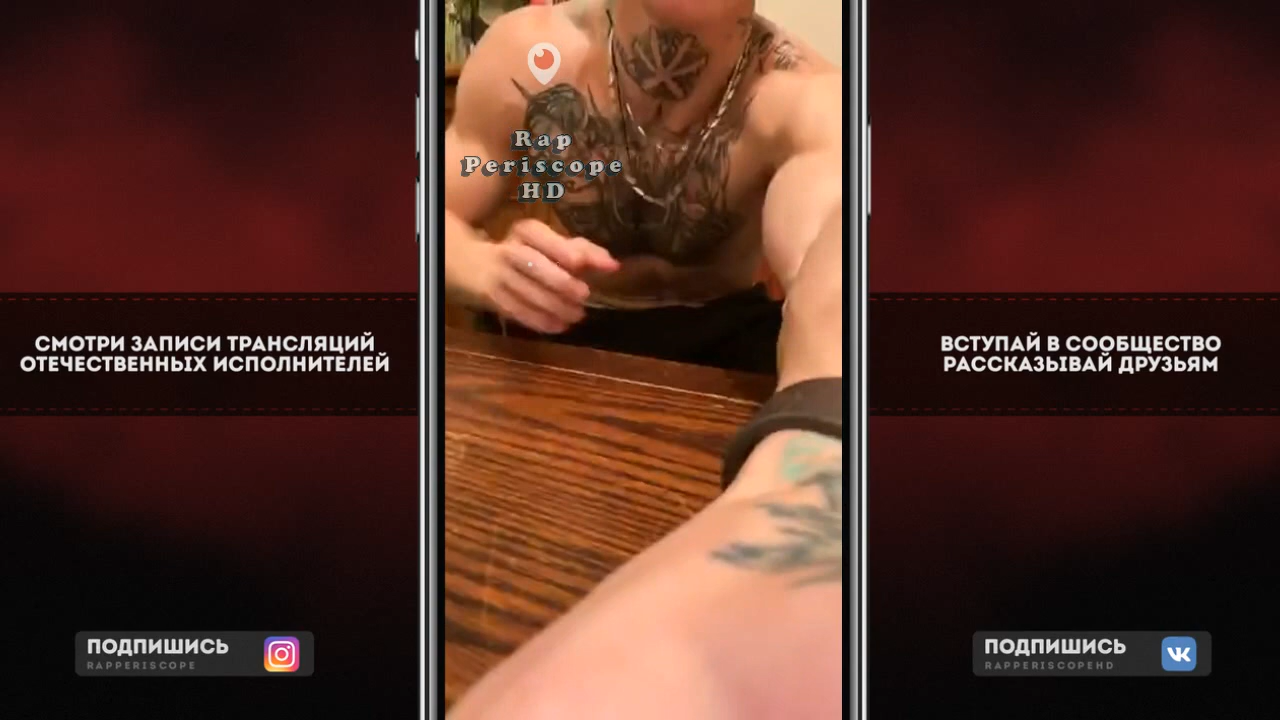 Rap
Periscope
HD
СМОТРИ ЗАПИСИ ТРАНСЛЯЦИЙ
ОТЕЧЕСТВЕННЫХ ИСПОЛНИТЕЛЕЙ
ВСТУПАЙ В СООБЩЕСТВО
РАССКАЗЫВАЙ ДРУЗЬЯМ
ПОДПИШИСЬ
RAPPERISCOPE
ПОДПИШИСЬ
RAPPERISCOPEHD